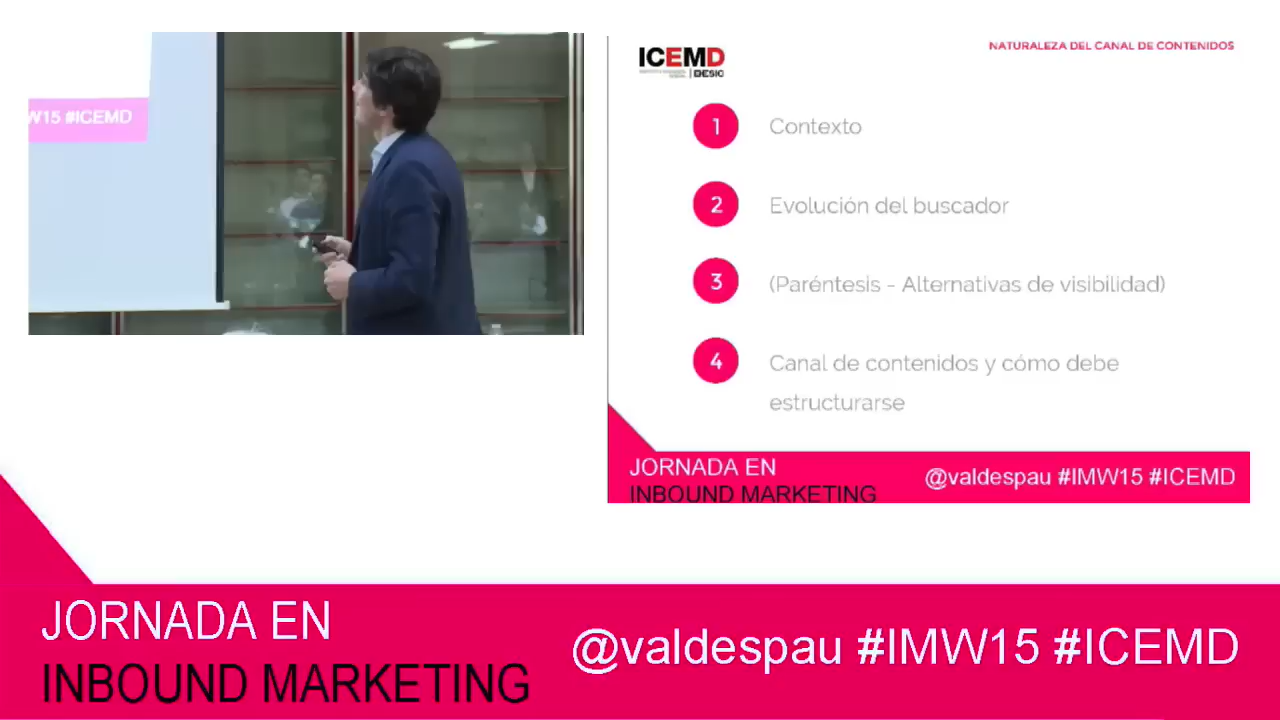 W15 #ICEMD
ICEMD
ESIC
NATURALEZA DEL CANAL DE CONTENIDOS
1 Contexto
2 Evolución del buscador
3 (Paréntesis - Alternativas de visibilidad)
4 Canal de contenidos y cómo debe
estructurarse
JORNADA EN
INBOUND MARKETING
@valdespau #IMW15 #ICEMD
JORNADA EN
INBOUND MARKETING
@valdespau #IMW15 #ICEMD